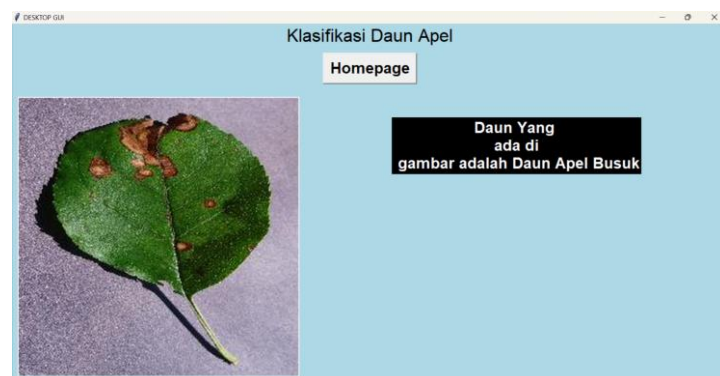 DESKTOP GUI
Klasifikasi Daun Apel
Homepage
Daun Yang
ada di
gambar adalah Daun Apel Busuk